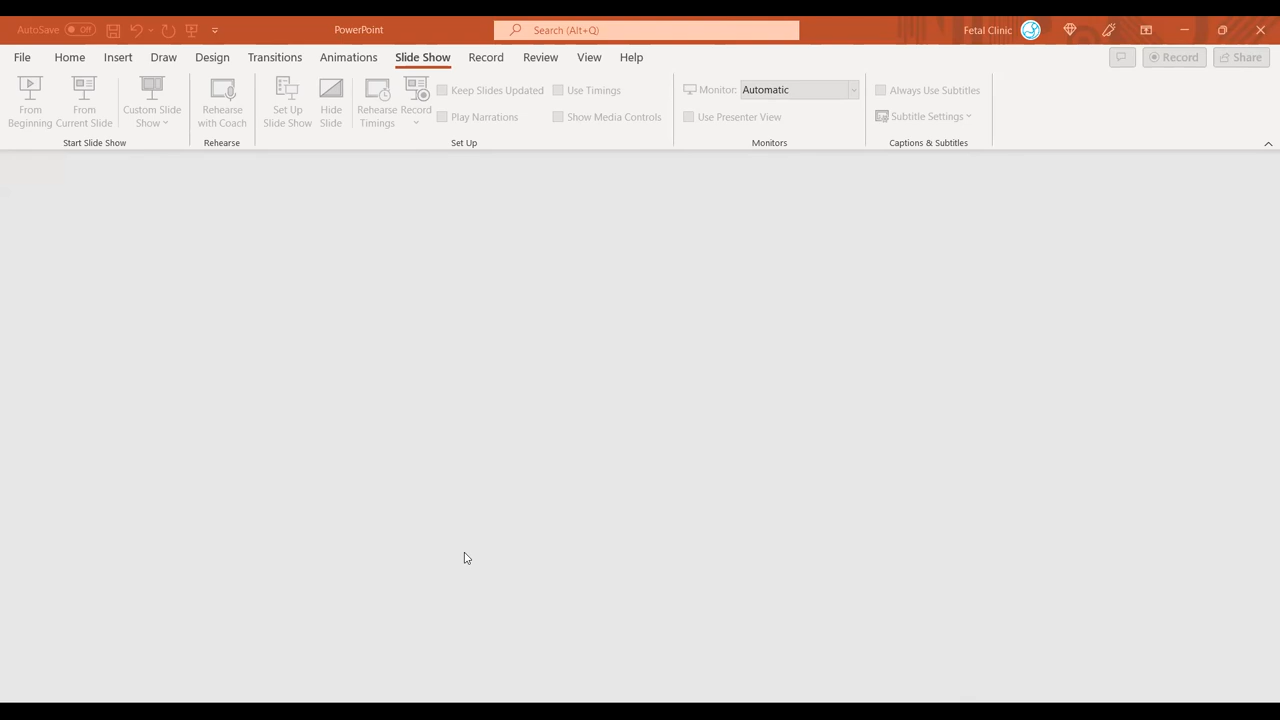 AutoSave Off PowerPoint Search (Alt+Q) Fetal Clinic
File Home Insert Draw Design Transitions Animations Slide Show Record Review View Help Record Share
From Beginning
From Current Slide
Custom Slide Show
Start Slide Show
Rehearse with Coach
Rehearse
Set Up Slide Show
Hide Slide
Rehearse Timings
Record
Keep Slides Updated
Play Narrations
Use Timings
Show Media Controls
Set Up
Monitor: Automatic
Use Presenter View
Monitors
Always Use Subtitles
Subtitle Settings
Captions & Subtitles